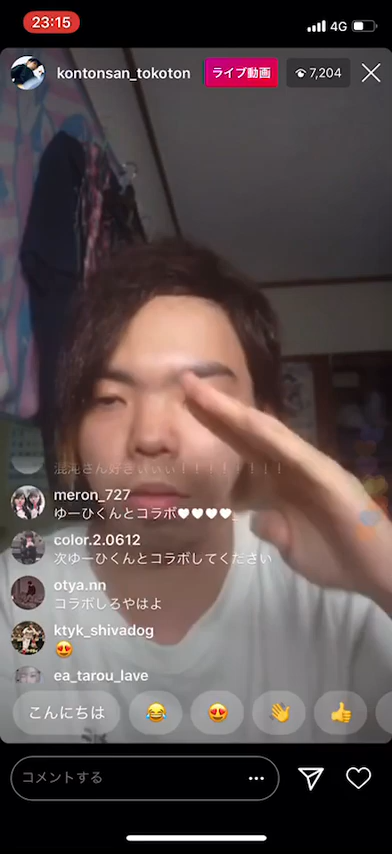 23:15
4G
kontonsan_tokoton
ライブ動画
7,204
混沌さん好きぃぃぃ！！！！！！！！
meron_727
ゆーひくんとコラボ♥♥♥♥
color.2.0612
次ゆーひくんとコラボしてください
otya.nn
コラボしろやはよ
ktyk_shivadog
😍
ea_tarou_lave
こんにちは
😂 😍 👋 👍
コメントする